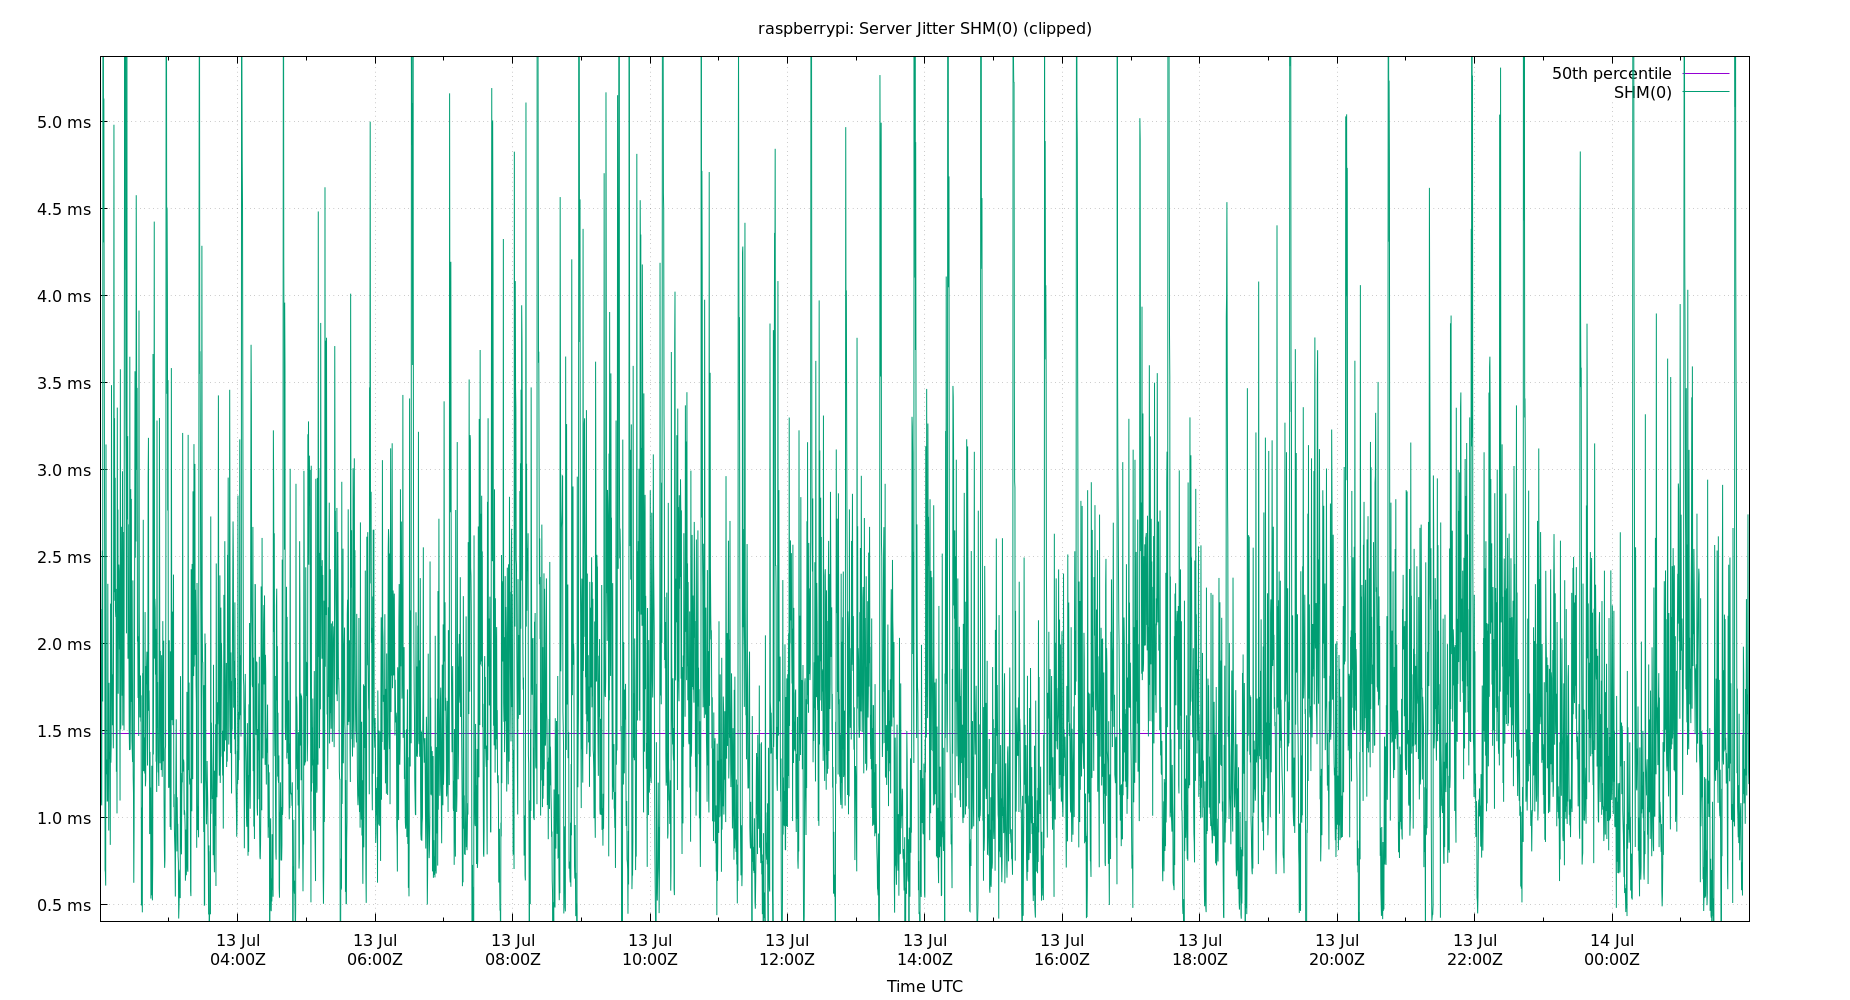 raspberrypi: Server Jitter SHM(0) (clipped)
50th percentile
SHM(0)
5.0 ms
4.5 ms
4.0 ms
3.5 ms
3.0 ms
2.5 ms
2.0 ms
1.5 ms
1.0 ms
0.5 ms
13 Jul 13 Jul 13 Jul 13 Jul 13 Jul 13 Jul 13 Jul 13 Jul 13 Jul 13 Jul 14 Jul
04:00Z 06:00Z 08:00Z 10:00Z 12:00Z 14:00Z 16:00Z 18:00Z 20:00Z 22:00Z 00:00Z
Time UTC